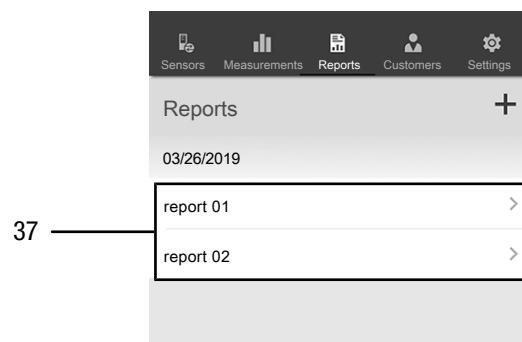 Sensors Measurements Reports Customers Settings
Reports +
03/26/2019
report 01 >
37
report 02 >